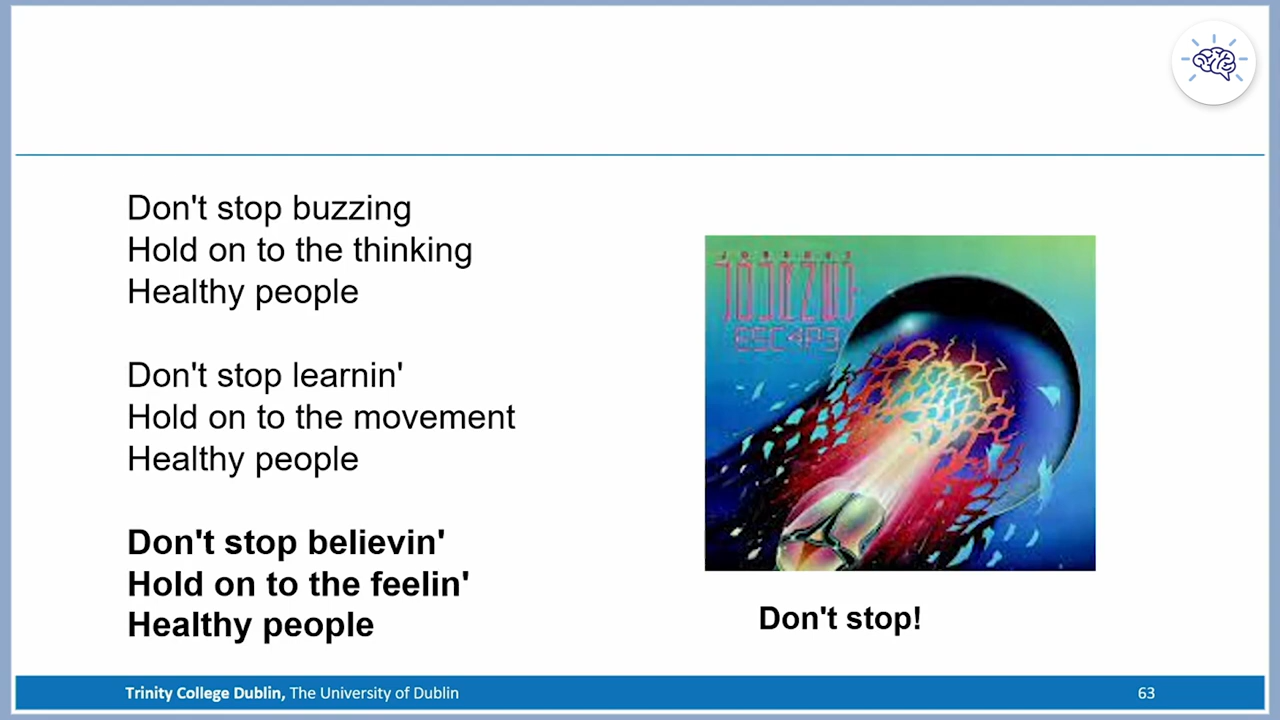 Don't stop buzzing
Hold on to the thinking
Healthy people
Don't stop learnin'
Hold on to the movement
Healthy people
Don't stop believin'
Hold on to the feelin'
Healthy people
ESC4P3
Don't stop!
Trinity College Dublin, The University of Dublin
63